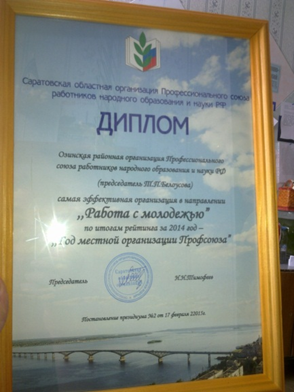 Саратовская областная организация Профессионального союза
работников народного образования и науки РФ
ДИПЛОМ
Озинская районная организация Профессионального
союза работников народного образования и науки РФ
(председатель Т.П.Белоусова)
самая эффективная организация в направлении
,,Работа с молодежью"
по итогам рейтинга за 2014 год –
,,Год местной организации Профсоюза"
Председатель Н.Н.Тимофеев
Постановление президиума №2 от 17 февраля 2015г.